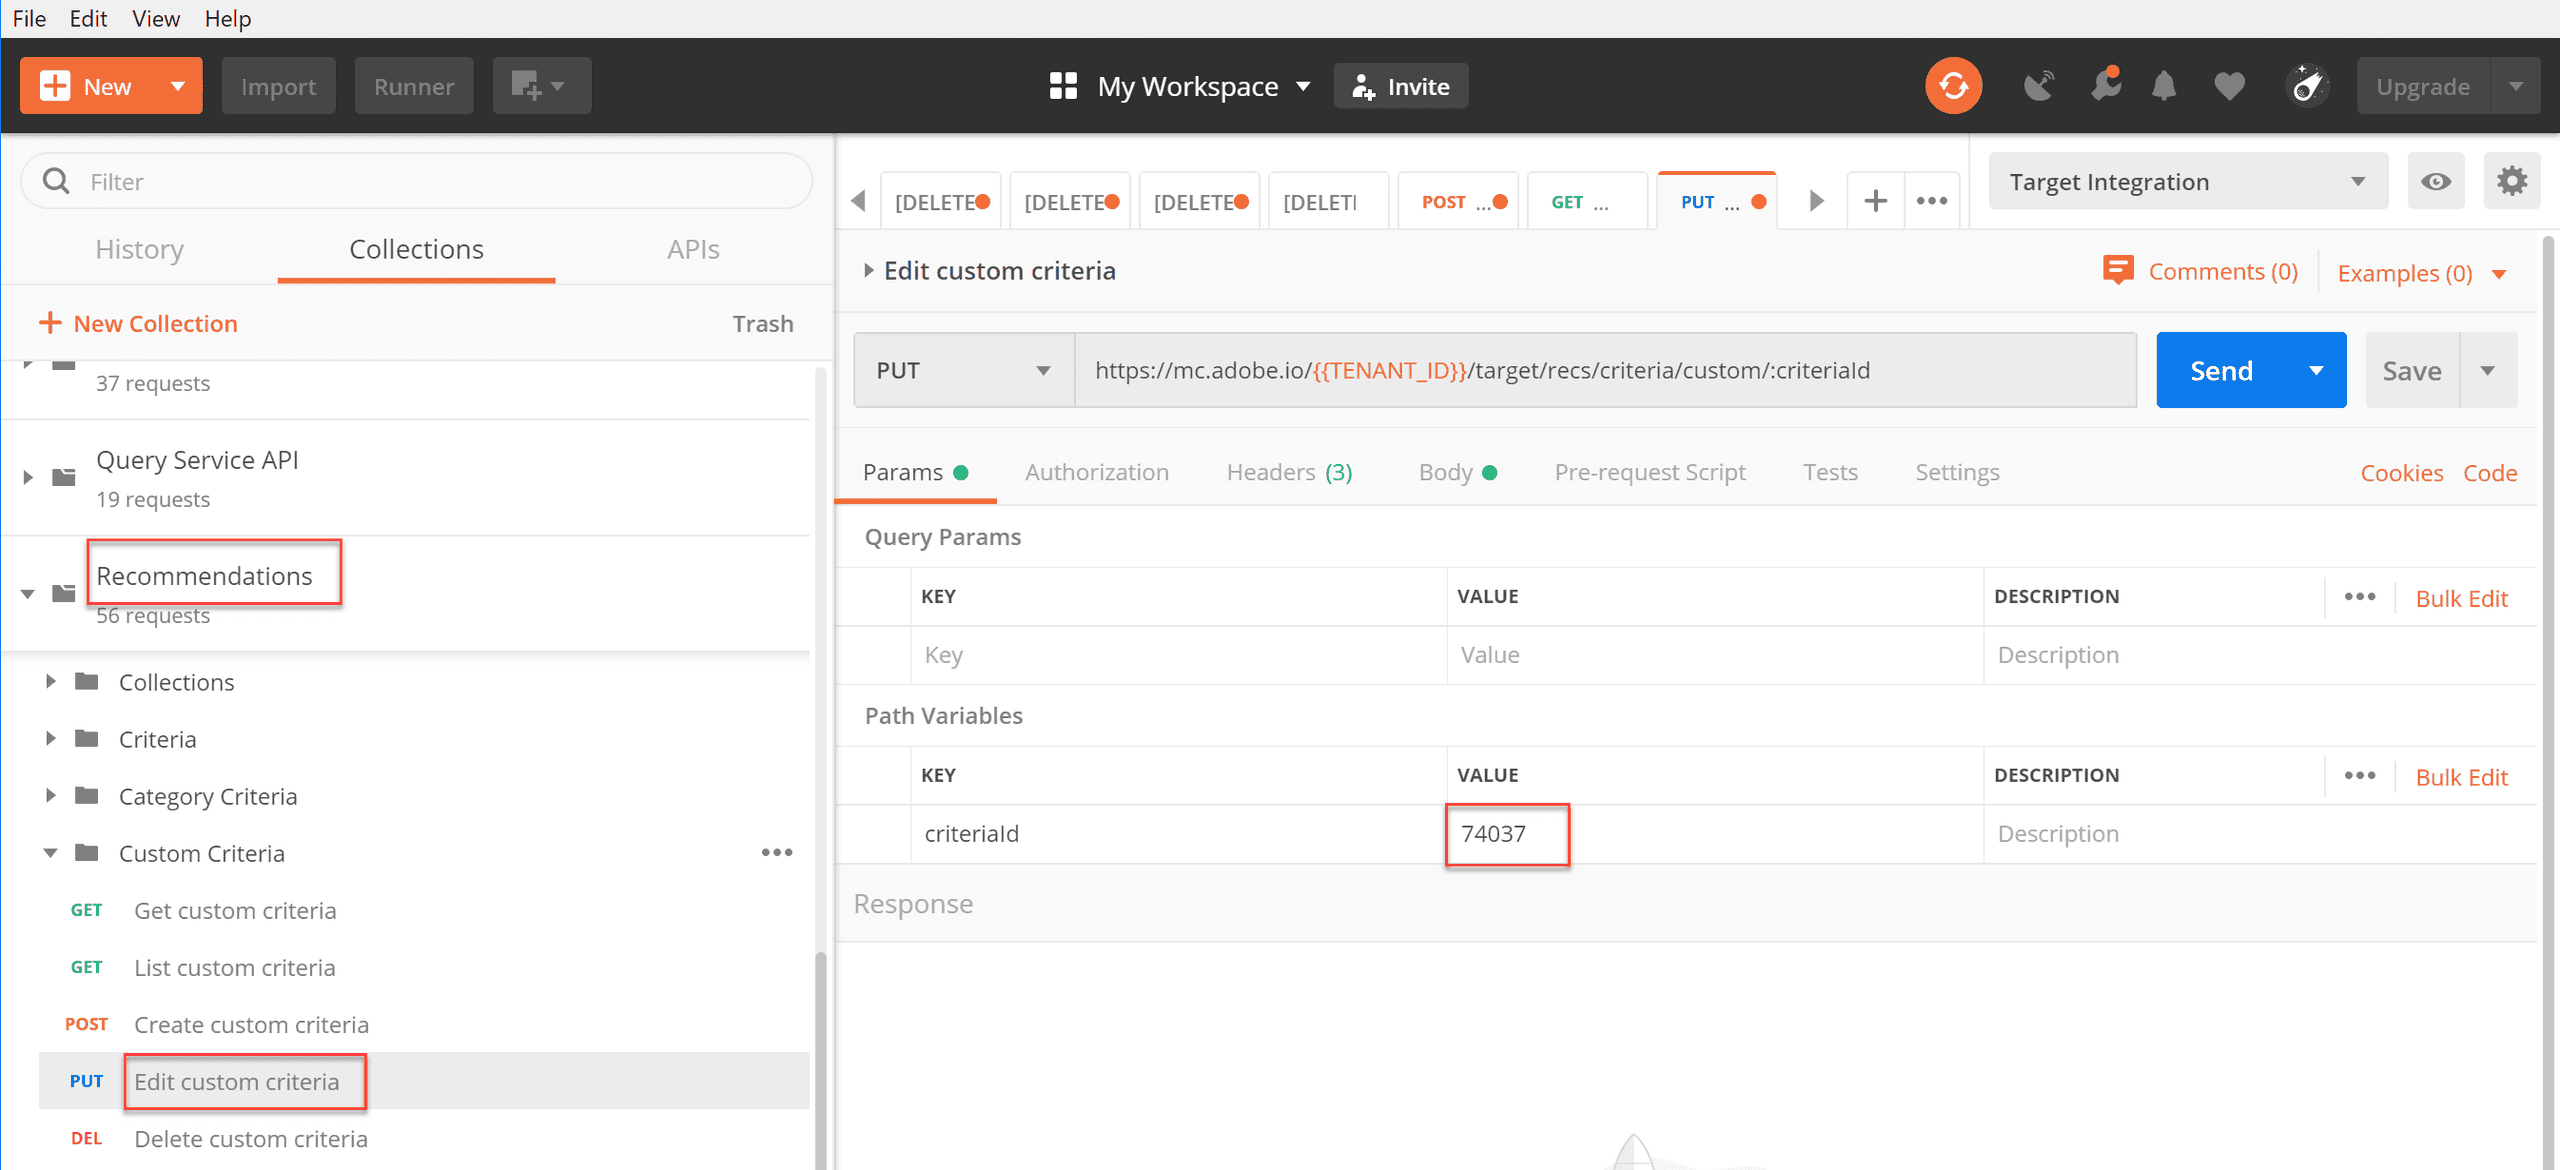 File Edit View Help
New Import Runner My Workspace Invite Upgrade
Filter
History Collections APIs
New Collection Trash
37 requests
Query Service API
19 requests
Recommendations
56 requests
Collections
Criteria
Category Criteria
Custom Criteria
GET Get custom criteria
GET List custom criteria
POST Create custom criteria
PUT Edit custom criteria
DEL Delete custom criteria
[DELETE [DELETE [DELETE [DELET POST ... GET ... PUT ...
Target Integration
Edit custom criteria
Comments (0) Examples (0)
PUT https://mc.adobe.io/{{TENANT_ID}}/target/recs/criteria/custom/:criteriaId Send Save
Params Authorization Headers (3) Body Pre-request Script Tests Settings Cookies Code
Query Params
KEY VALUE DESCRIPTION Bulk Edit
Key Value Description
Path Variables
KEY VALUE DESCRIPTION Bulk Edit
criteriaId 74037 Description
Response